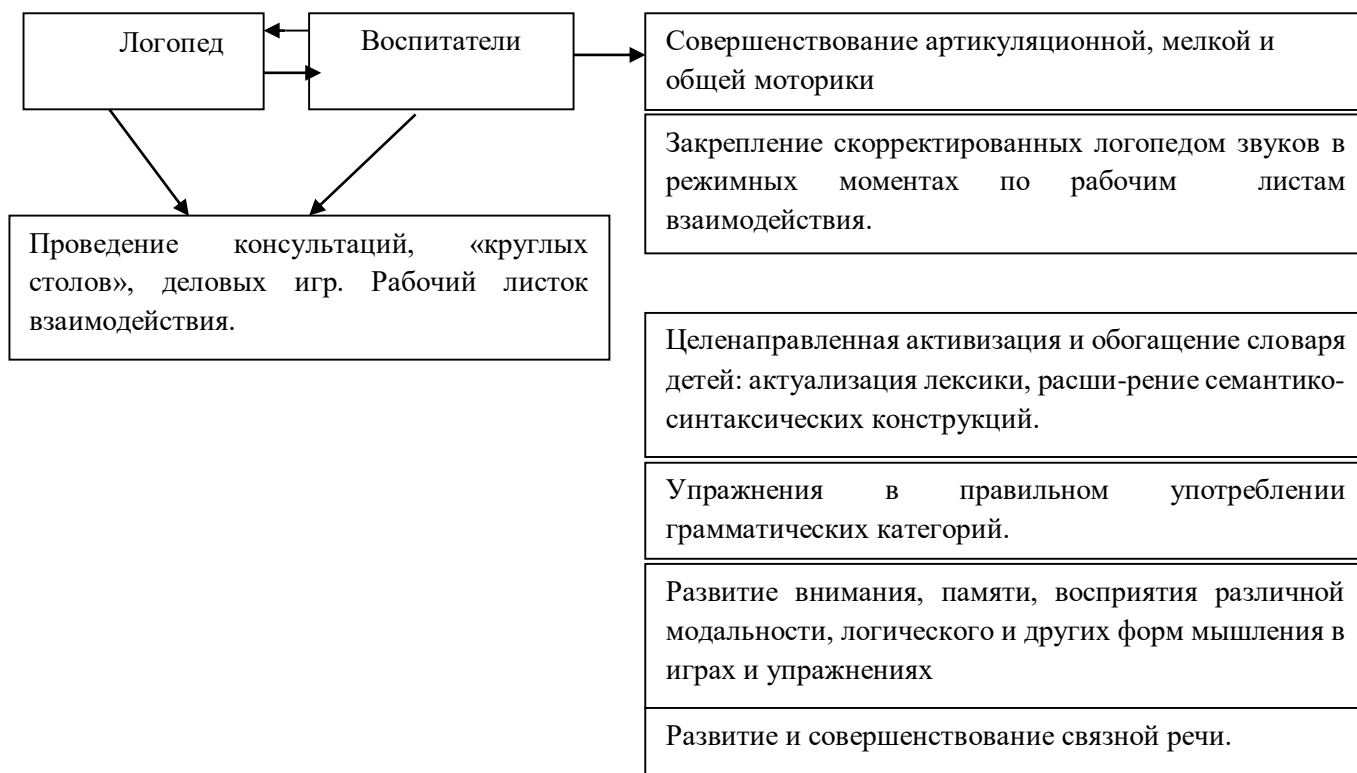 Логопед
Воспитатели
Совершенствование артикуляционной, мелкой и
общей моторики
Закрепление скорректированных логопедом звуков в
режимных моментах по рабочим листам
взаимодействия.
Проведение консультаций, «круглых
столов», деловых игр. Рабочий листок
взаимодействия.
Целенаправленная активизация и обогащение словаря
детей: актуализация лексики, расши-рение семантико-
синтаксических конструкций.
Упражнения в правильном употреблении
грамматических категорий.
Развитие внимания, памяти, восприятия различной
модальности, логического и других форм мышления в
играх и упражнениях
Развитие и совершенствование связной речи.